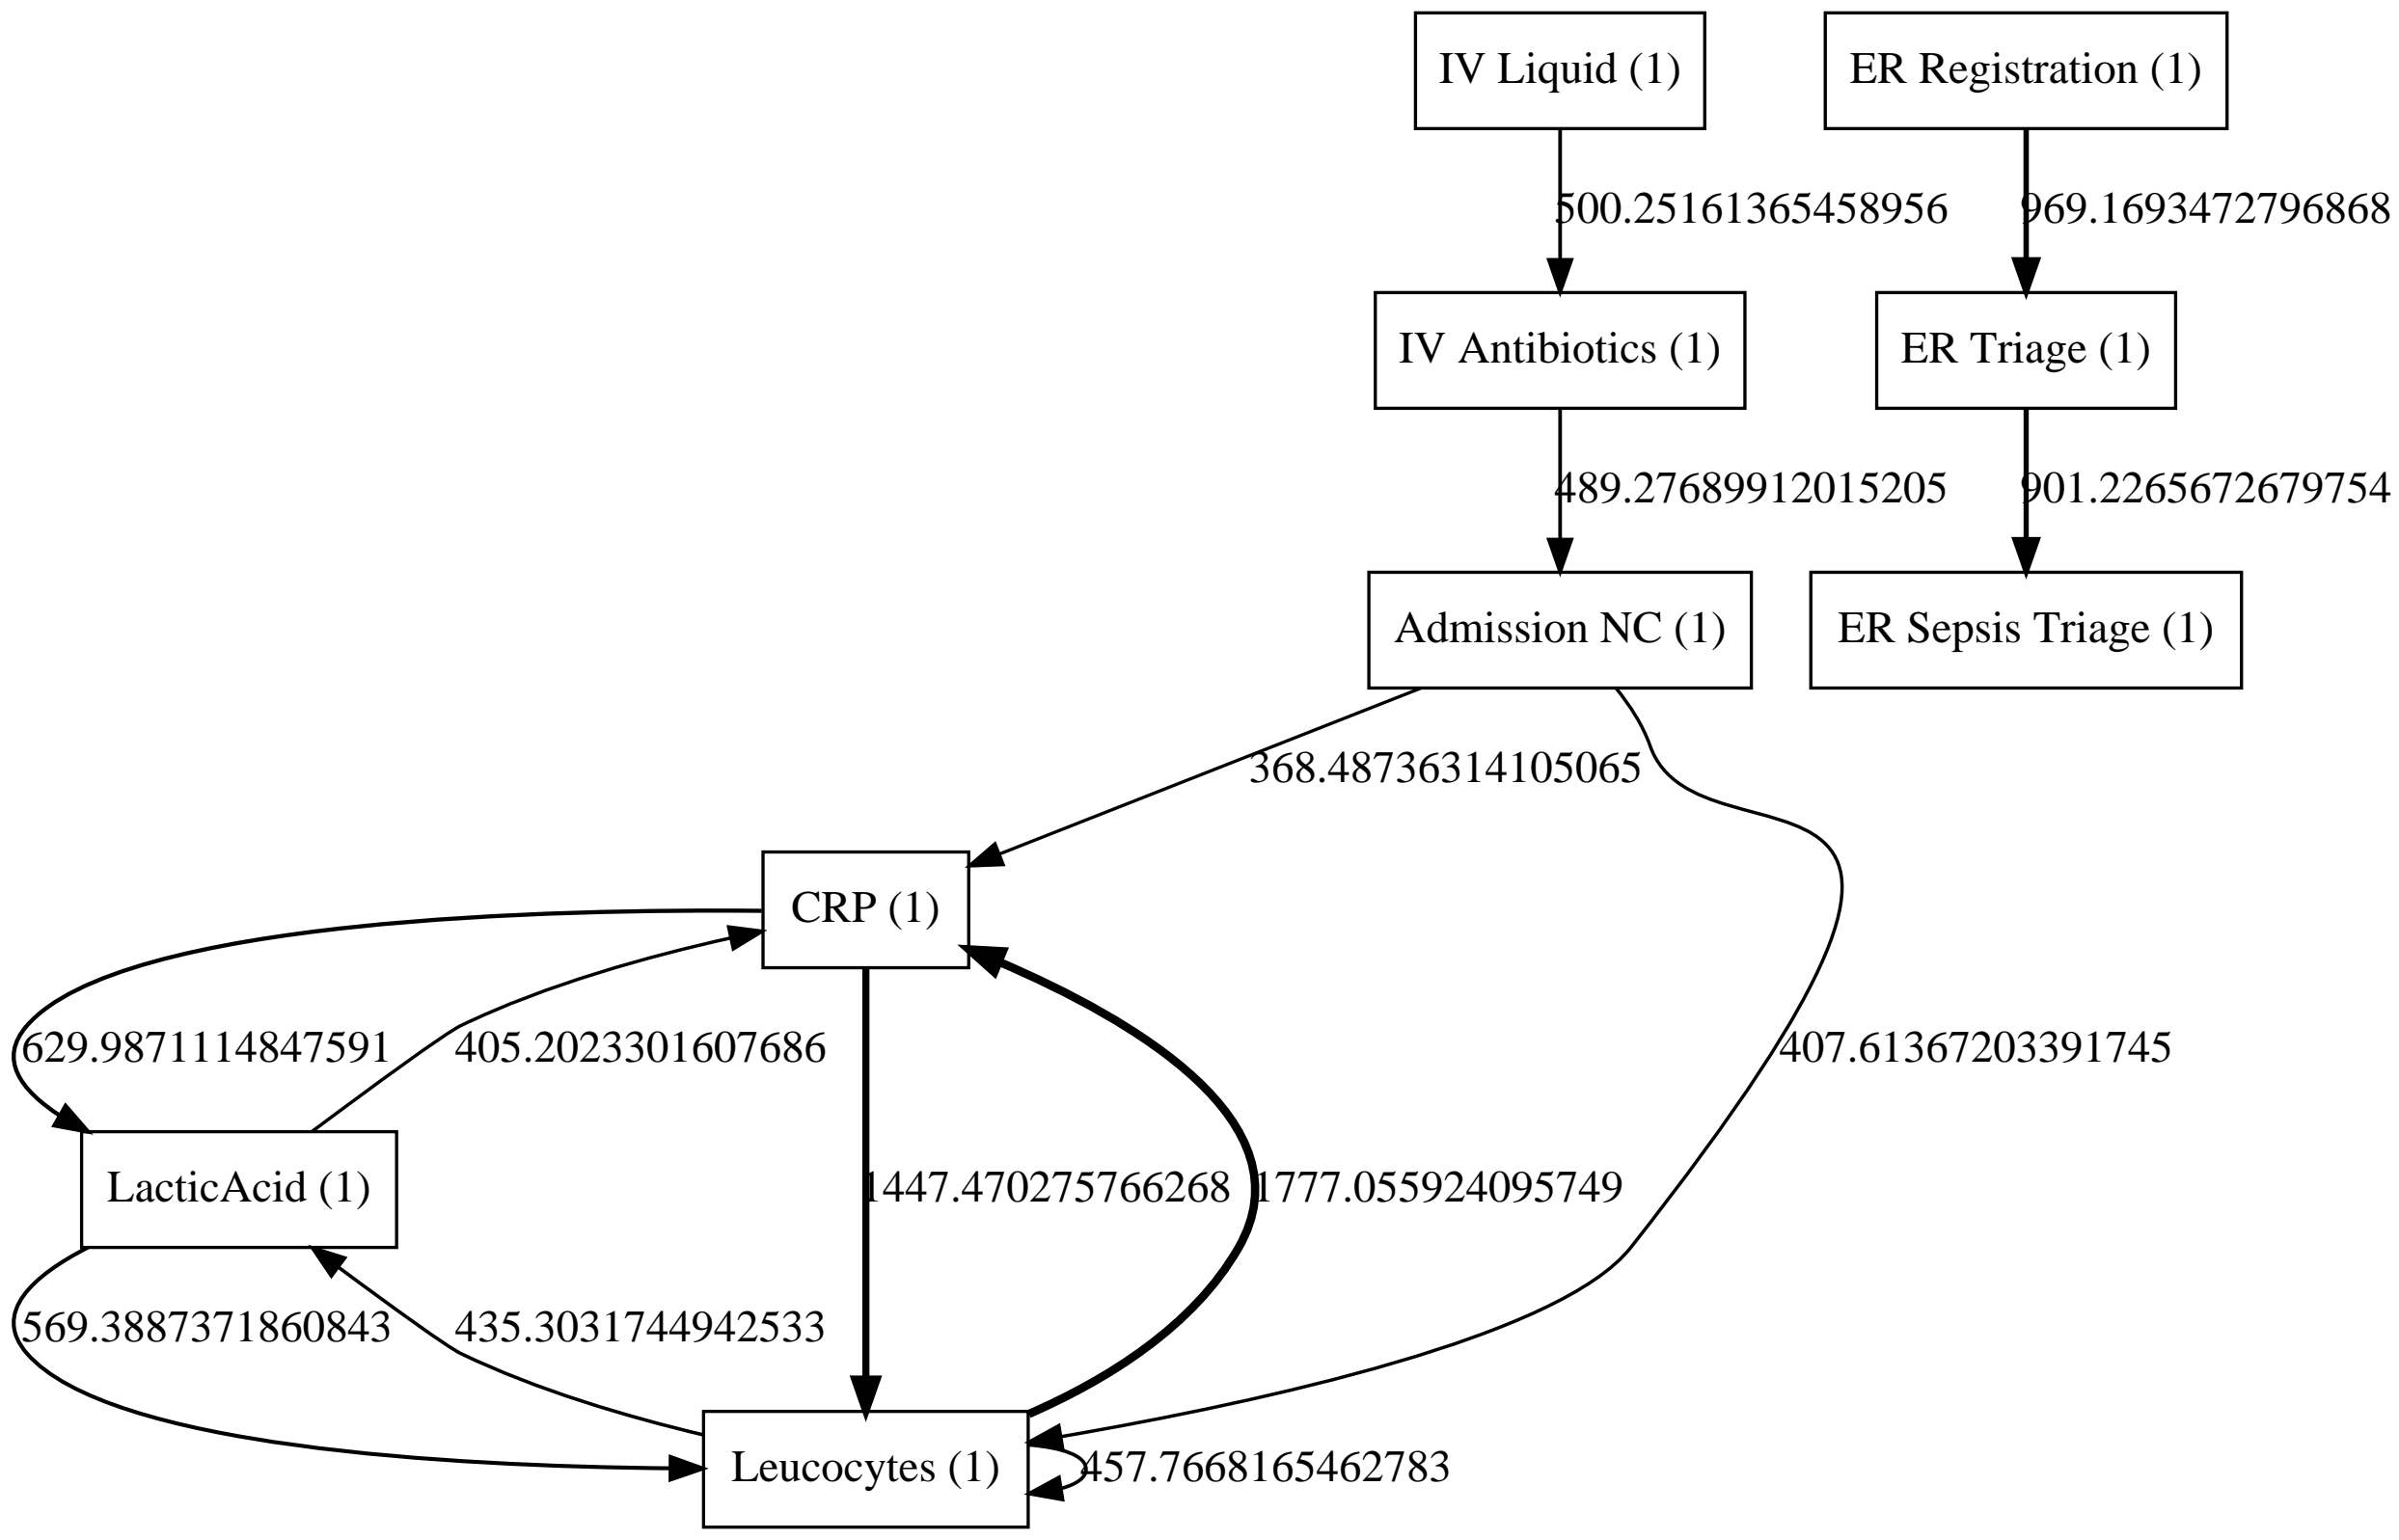 IV Liquid (1)
ER Registration (1)
500.25161365458956
969.1693472796868
IV Antibiotics (1)
ER Triage (1)
489.27689912015205
901.2265672679754
Admission NC (1)
ER Sepsis Triage (1)
368.48736314105065
CRP (1)
629.9871114847591
405.2023301607686
407.61367203391745
LacticAcid (1)
1447.470275766268
1777.055924095749
569.3887371860843
435.3031744942533
Leucocytes (1)
457.7668165462783